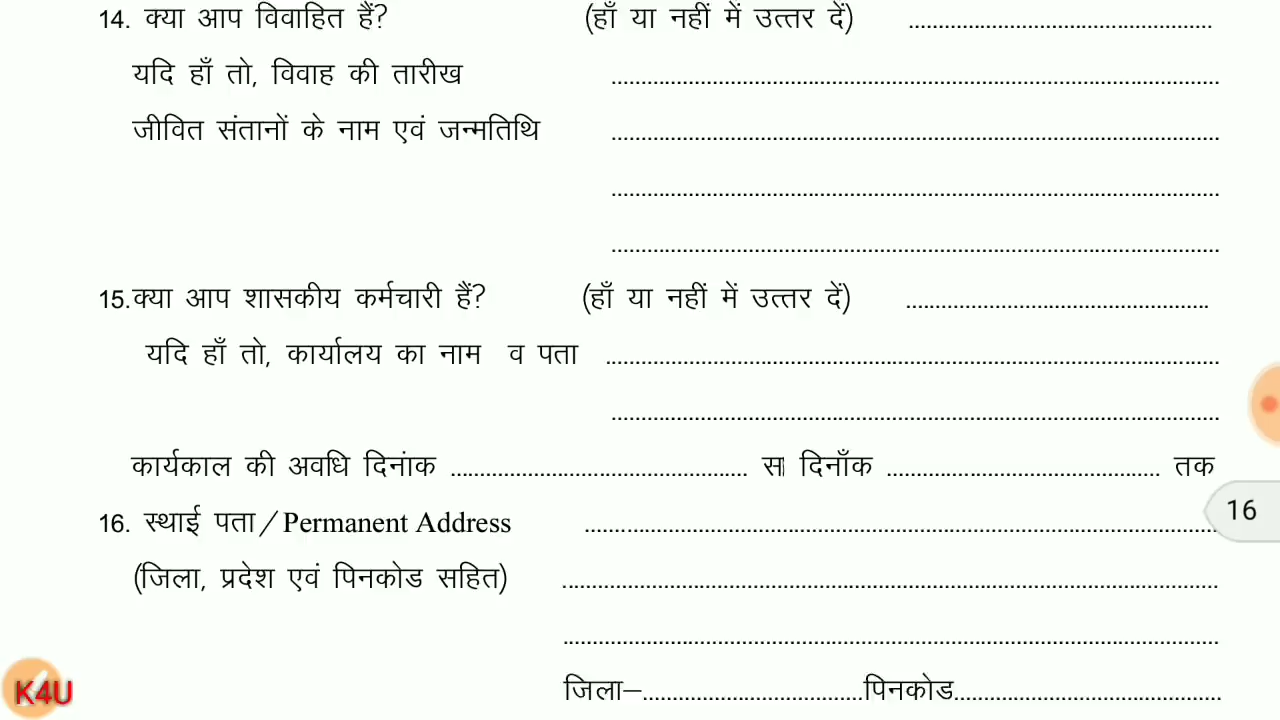 14. क्या आप विवाहित हैं? (हाँ या नहीं में उत्तर दें) ..................................................
यदि हाँ तो, विवाह की तारीख ..................................................
जीवित संतानों के नाम एवं जन्मतिथि ..................................................
..................................................
..................................................
15.क्या आप शासकीय कर्मचारी हैं? (हाँ या नहीं में उत्तर दें) ..................................................
यदि हाँ तो, कार्यालय का नाम व पता ..................................................
..................................................
कार्यकाल की अवधि दिनांक .................................................. सा दिनाँक .................................................. तक
16. स्थाई पता/Permanent Address ..................................................
16
(जिला, प्रदेश एवं पिनकोड सहित) ..................................................
..................................................
जिला–.....................................पिनकोड.............................................
K4U